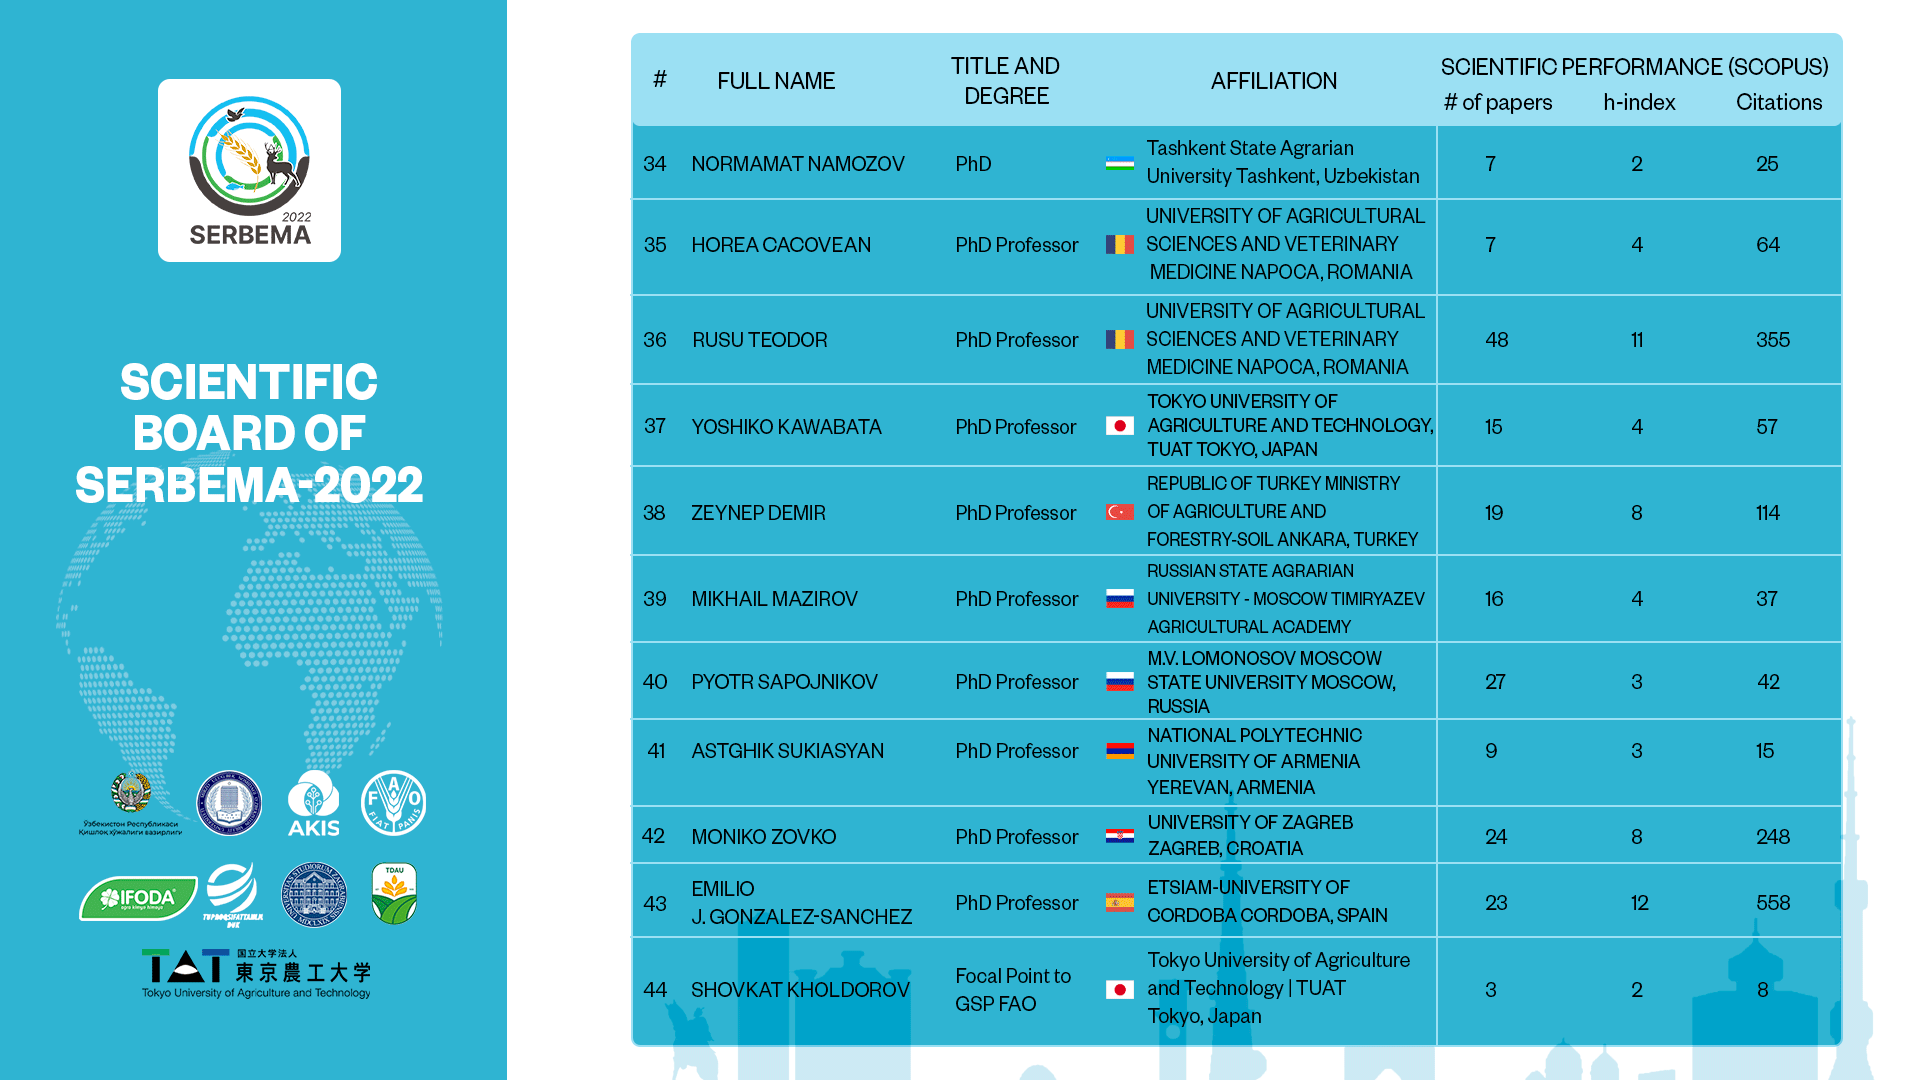 2022
SERBEMA
SCIENTIFIC
BOARD OF
SERBEMA-2022
Ўзбекистон Республикаси
Қишлоқ хўжалиги вазирлиги
AKIS
F A O
FIAT PANIS
IFODA®
agro kimyo himoya
TUPROQSIFATTAHLIL
DUK
TDAU
TAT
国立大学法人
東京農工大学
Tokyo University of Agriculture and Technology
# FULL NAME TITLE AND DEGREE AFFILIATION SCIENTIFIC PERFORMANCE (SCOPUS)
# of papers h-index Citations
34 NORMAMAT NAMOZOV PhD Tashkent State Agrarian
University Tashkent, Uzbekistan 7 2 25
35 HOREA CACOVEAN PhD Professor UNIVERSITY OF AGRICULTURAL
SCIENCES AND VETERINARY
MEDICINE NAPOCA, ROMANIA 7 4 64
36 RUSU TEODOR PhD Professor UNIVERSITY OF AGRICULTURAL
SCIENCES AND VETERINARY
MEDICINE NAPOCA, ROMANIA 48 11 355
37 YOSHIKO KAWABATA PhD Professor TOKYO UNIVERSITY OF
AGRICULTURE AND TECHNOLOGY,
TUAT TOKYO, JAPAN 15 4 57
38 ZEYNEP DEMIR PhD Professor REPUBLIC OF TURKEY MINISTRY
OF AGRICULTURE AND
FORESTRY-SOIL ANKARA, TURKEY 19 8 114
39 MIKHAIL MAZIROV PhD Professor RUSSIAN STATE AGRARIAN
UNIVERSITY - MOSCOW TIMIRYAZEV
AGRICULTURAL ACADEMY 16 4 37
40 PYOTR SAPOJNIKOV PhD Professor M.V. LOMONOSOV MOSCOW
STATE UNIVERSITY MOSCOW,
RUSSIA 27 3 42
41 ASTGHIK SUKIASYAN PhD Professor NATIONAL POLYTECHNIC
UNIVERSITY OF ARMENIA
YEREVAN, ARMENIA 9 3 15
42 MONIKO ZOVKO PhD Professor UNIVERSITY OF ZAGREB
ZAGREB, CROATIA 24 8 248
43 EMILIO
J. GONZALEZ-SANCHEZ PhD Professor ETSIAM-UNIVERSITY OF
CORDOBA CORDOBA, SPAIN 23 12 558
44 SHOVKAT KHOLDOROV Focal Point to
GSP FAO Tokyo University of Agriculture
and Technology | TUAT
Tokyo, Japan 3 2 8